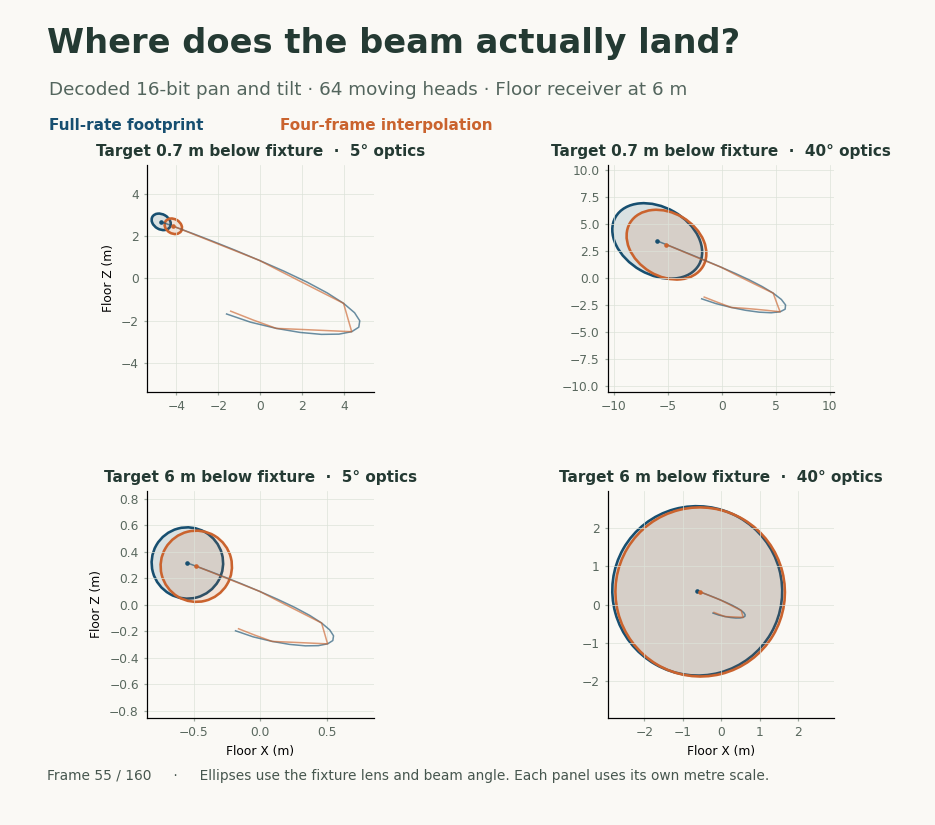 Where does the beam actually land?
Decoded 16-bit pan and tilt · 64 moving heads · Floor receiver at 6 m
Full-rate footprint Four-frame interpolation
Target 0.7 m below fixture · 5° optics
4
2
0
−2
−4
Floor Z (m)
−4 −2 0 2 4
Target 0.7 m below fixture · 40° optics
10.0
7.5
5.0
2.5
0.0
−2.5
−5.0
−7.5
−10.0
−10 −5 0 5 10
Target 6 m below fixture · 5° optics
0.8
0.6
0.4
0.2
0.0
−0.2
−0.4
−0.6
−0.8
Floor Z (m)
−0.5 0.0 0.5
Floor X (m)
Target 6 m below fixture · 40° optics
2
1
0
−1
−2
−2 −1 0 1 2
Floor X (m)
Frame 55 / 160 · Ellipses use the fixture lens and beam angle. Each panel uses its own metre scale.